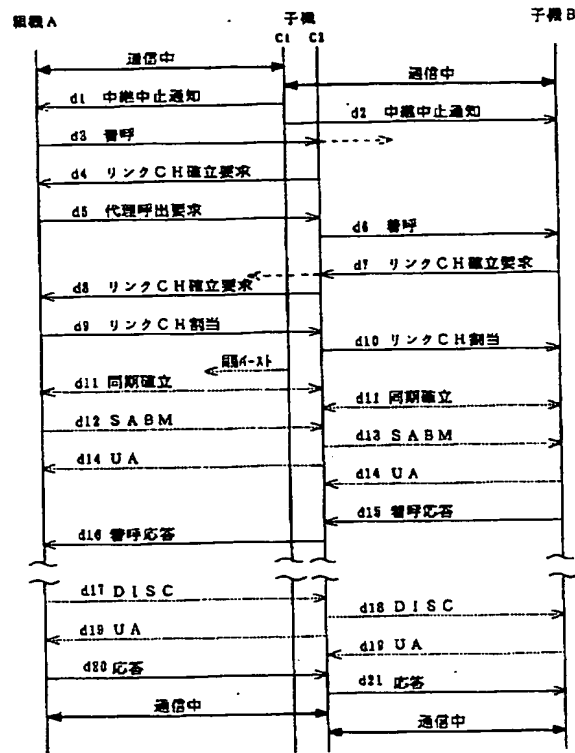 親機A
子機
C1 C2
子機B
通信中
通信中
d1 中継中止通知
d2 中継中止通知
d3 着呼
d4 リンクCH確立要求
d5 代理呼出要求
d6 着呼
d7 リンクCH確立要求
d8 リンクCH確立要求
d9 リンクCH割当
d10 リンクCH割当
同期バースト
d11 同期確立
d11 同期確立
d12 SABM
d13 SABM
d14 UA
d14 UA
d15 着呼応答
d16 着呼応答
d17 DISC
d18 DISC
d19 UA
d19 UA
d20 応答
d21 応答
通信中
通信中